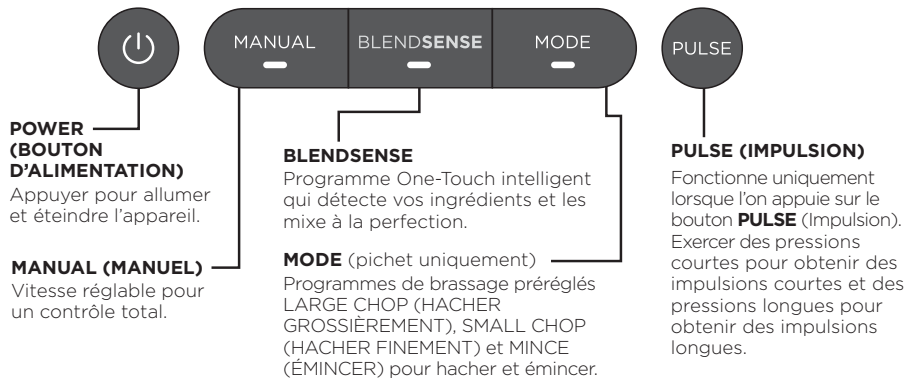 MANUAL
BLENDSENSE
MODE
PULSE
POWER
(BOUTON
D’ALIMENTATION)
Appuyer pour allumer
et éteindre l’appareil.
MANUAL (MANUEL)
Vitesse réglable pour
un contrôle total.
BLENDSENSE
Programme One-Touch intelligent
qui détecte vos ingrédients et les
mixe à la perfection.
MODE (pichet uniquement)
Programmes de brassage préréglés
LARGE CHOP (HACHER
GROSSIÈREMENT), SMALL CHOP
(HACHER FINEMENT) et MINCE
(ÉMINCER) pour hacher et émincer.
PULSE (IMPULSION)
Fonctionne uniquement
lorsque l’on appuie sur le
bouton PULSE (Impulsion).
Exercer des pressions
courtes pour obtenir des
impulsions courtes et des
pressions longues pour
obtenir des impulsions
longues.